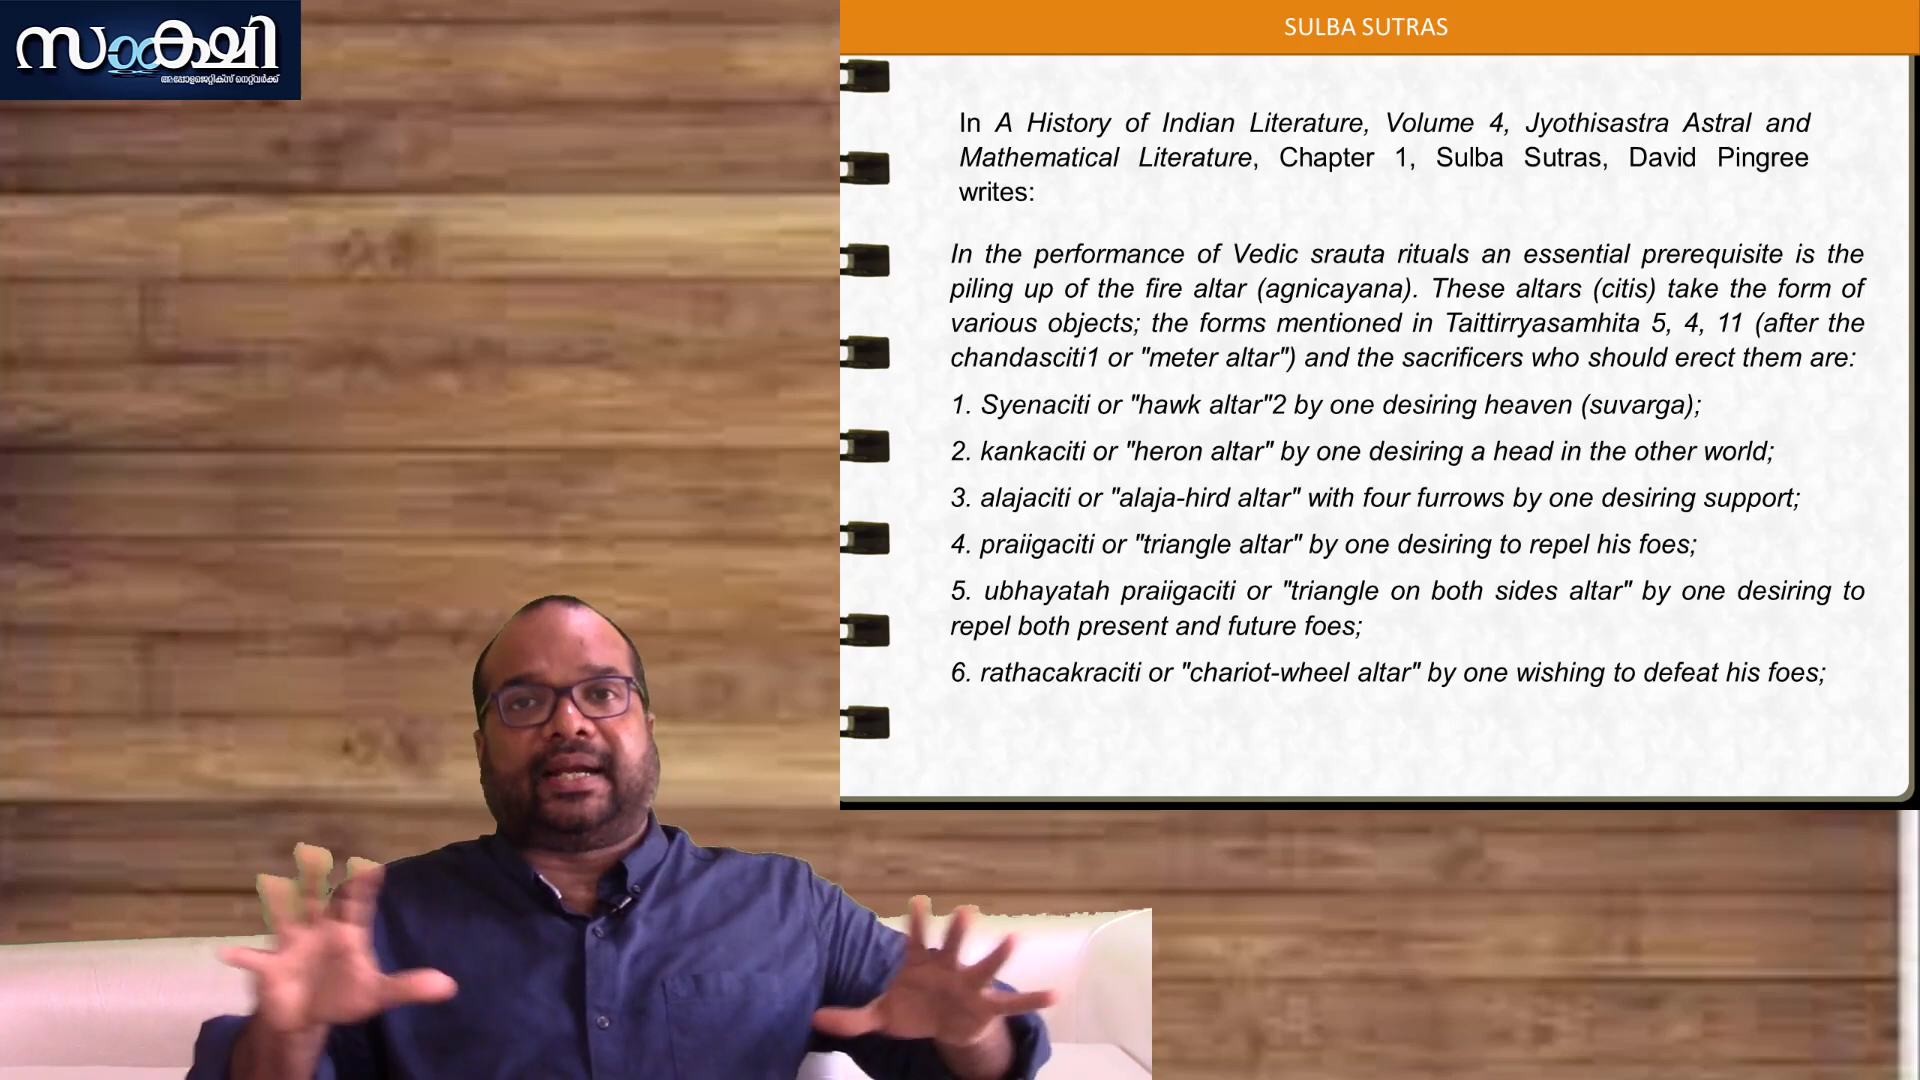 സാക്ഷി
അപ്പോളജെറ്റിക്സ് നെറ്റ്‌വർക്ക്
SULBA SUTRAS
In A History of Indian Literature, Volume 4, Jyothisastra Astral and
Mathematical Literature, Chapter 1, Sulba Sutras, David Pingree
writes:
In the performance of Vedic srauta rituals an essential prerequisite is the
piling up of the fire altar (agnicayana). These altars (citis) take the form of
various objects; the forms mentioned in Taittirryasamhita 5, 4, 11 (after the
chandasciti1 or "meter altar") and the sacrificers who should erect them are:
1. Syenaciti or "hawk altar"2 by one desiring heaven (suvarga);
2. kankaciti or "heron altar" by one desiring a head in the other world;
3. alajaciti or "alaja-hird altar" with four furrows by one desiring support;
4. praiigaciti or "triangle altar" by one desiring to repel his foes;
5. ubhayatah praiigaciti or "triangle on both sides altar" by one desiring to
repel both present and future foes;
6. rathacakraciti or "chariot-wheel altar" by one wishing to defeat his foes;